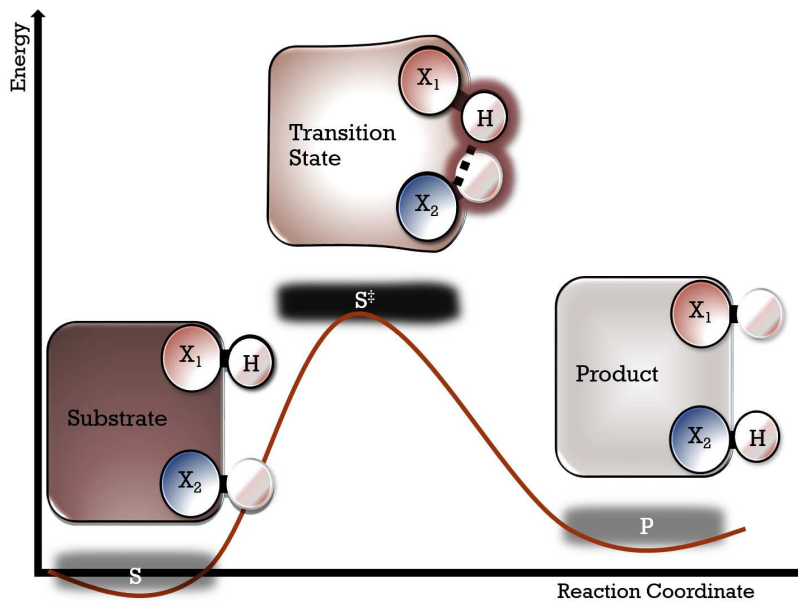 Energy
X₁
H
Transition
State
X₂
S‡
X₁
H
Substrate
X₂
X₁
Product
X₂
H
S
P
Reaction Coordinate